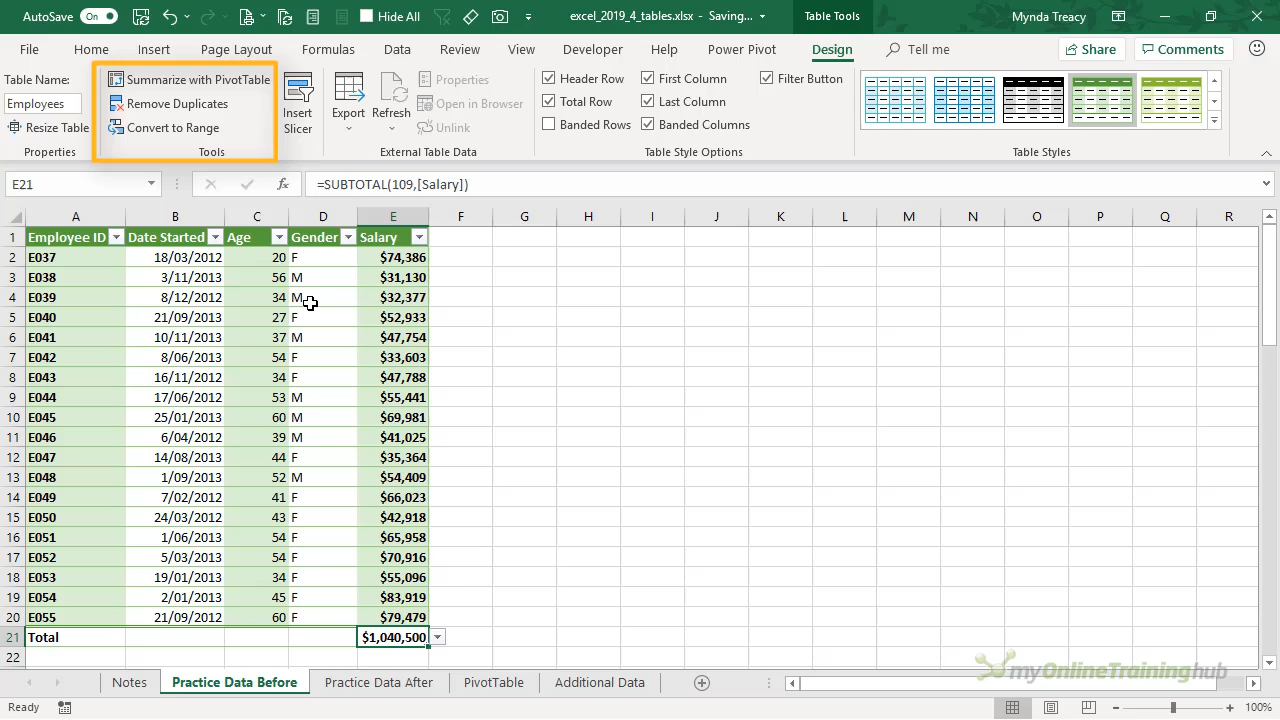 AutoSave On Hide All excel_2019_4_tables.xlsx - Saving... Table Tools Mynda Treacy
File Home Insert Page Layout Formulas Data Review View Developer Help Power Pivot Design Tell me Share Comments
Table Name:
Employees
Resize Table
Properties
Summarize with PivotTable
Remove Duplicates
Convert to Range
Tools
Insert
Slicer
Export
Refresh
Properties
Open in Browser
Unlink
External Table Data
Header Row First Column Filter Button
Total Row Last Column
Banded Rows Banded Columns
Table Style Options
Table Styles
E21 fx =SUBTOTAL(109,[Salary])
A B C D E F G H I J K L M N O P Q R
1 Employee ID Date Started Age Gender Salary
2 E037 18/03/2012 20 F $74,386
3 E038 3/11/2013 56 M $31,130
4 E039 8/12/2012 34 M $32,377
5 E040 21/09/2013 27 F $52,933
6 E041 10/11/2013 37 M $47,754
7 E042 8/06/2013 54 F $33,603
8 E043 16/11/2012 34 F $47,788
9 E044 17/06/2012 53 M $55,441
10 E045 25/01/2013 60 M $69,981
11 E046 6/04/2012 39 M $41,025
12 E047 14/08/2013 44 F $35,364
13 E048 1/09/2013 52 M $54,409
14 E049 7/02/2012 41 F $66,023
15 E050 24/03/2012 43 F $42,918
16 E051 1/06/2013 54 F $65,958
17 E052 5/03/2013 54 F $70,916
18 E053 19/01/2013 34 F $55,096
19 E054 2/01/2013 45 F $83,919
20 E055 21/09/2012 60 F $79,479
21 Total $1,040,500
22
myOnlineTraininghub
Notes Practice Data Before Practice Data After PivotTable Additional Data
Ready 100%